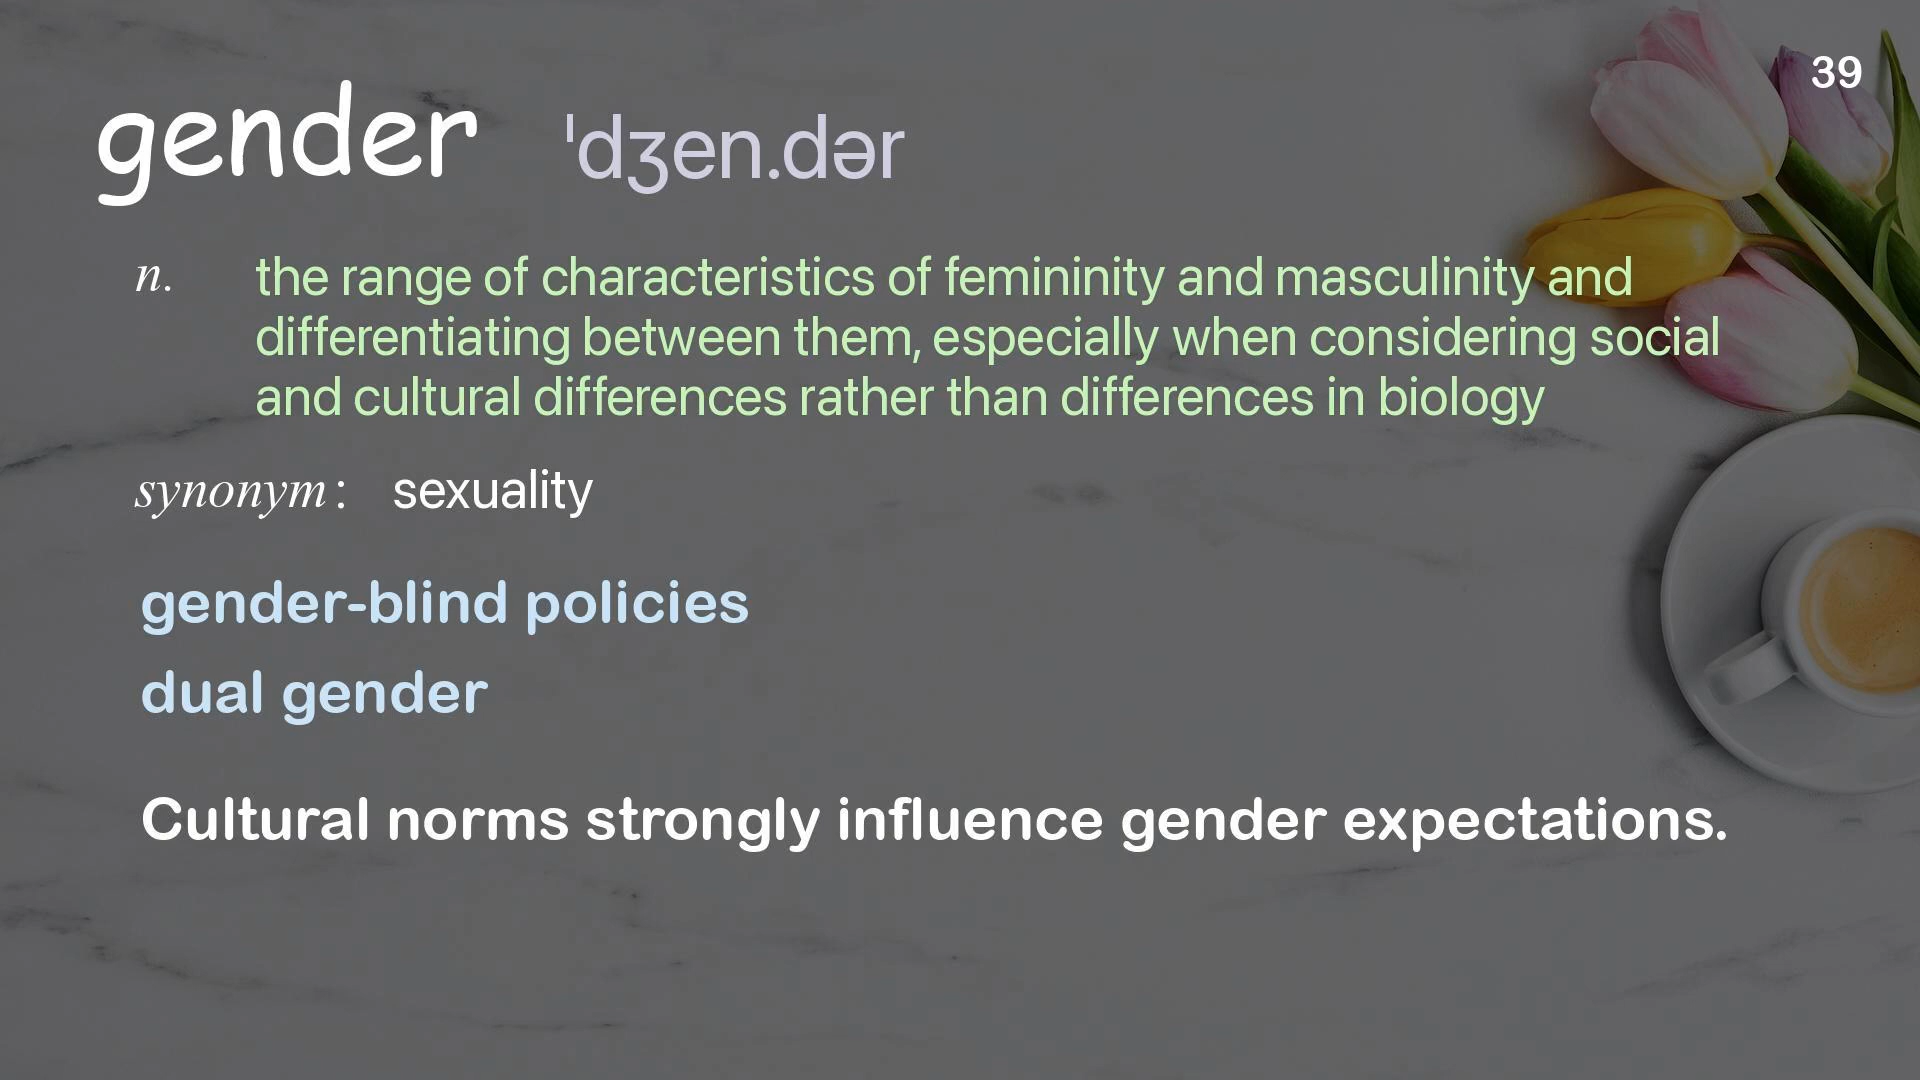 39
gender ˈdʒen.dər
n. the range of characteristics of femininity and masculinity and
differentiating between them, especially when considering social
and cultural differences rather than differences in biology
synonym: sexuality
gender-blind policies
dual gender
Cultural norms strongly influence gender expectations.